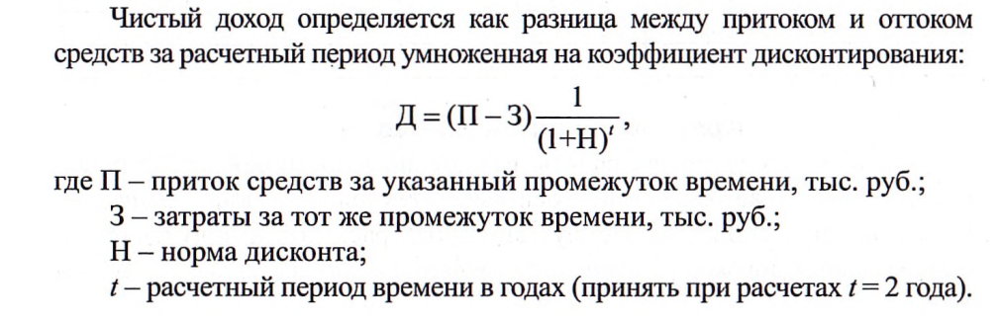 Чистый доход определяется как разница между притоком и оттоком
средств за расчетный период умноженная на коэффициент дисконтирования:
Д = (П – З) 1/(1+Н)^t,
где П – приток средств за указанный промежуток времени, тыс. руб.;
З – затраты за тот же промежуток времени, тыс. руб.;
Н – норма дисконта;
t – расчетный период времени в годах (принять при расчетах t = 2 года).